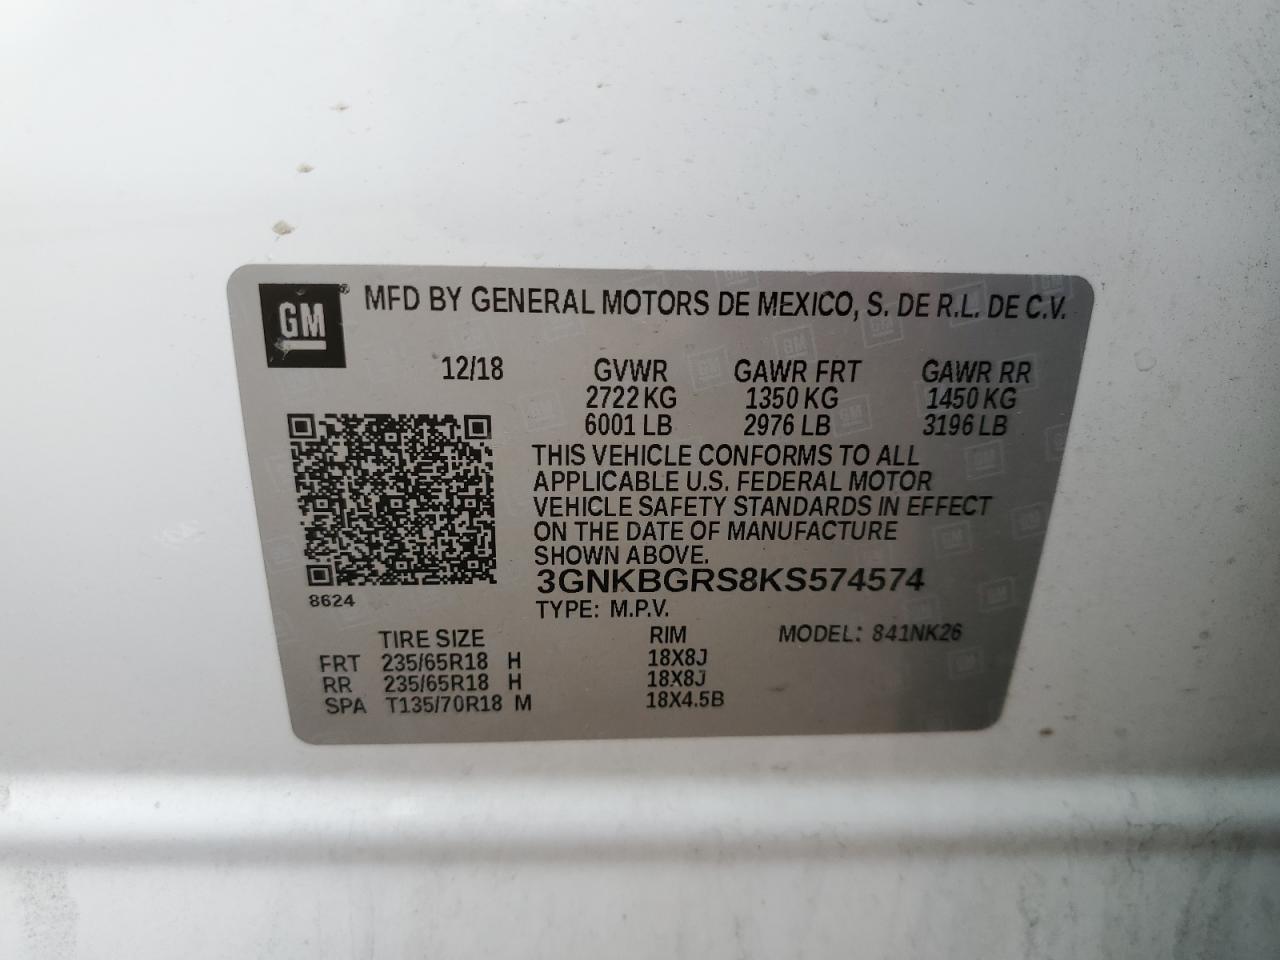 GM® MFD BY GENERAL MOTORS DE MEXICO, S. DE R.L. DE C.V.
12/18 GVWR GAWR FRT GAWR RR
2722 KG 1350 KG 1450 KG
6001 LB 2976 LB 3196 LB
THIS VEHICLE CONFORMS TO ALL
APPLICABLE U.S. FEDERAL MOTOR
VEHICLE SAFETY STANDARDS IN EFFECT
ON THE DATE OF MANUFACTURE
SHOWN ABOVE.
3GNKBGRS8KS574574
8624
TYPE: M.P.V.
TIRE SIZE RIM MODEL: 841NK26
FRT 235/65R18 H 18X8J
RR 235/65R18 H 18X8J
SPA T135/70R18 M 18X4.5B